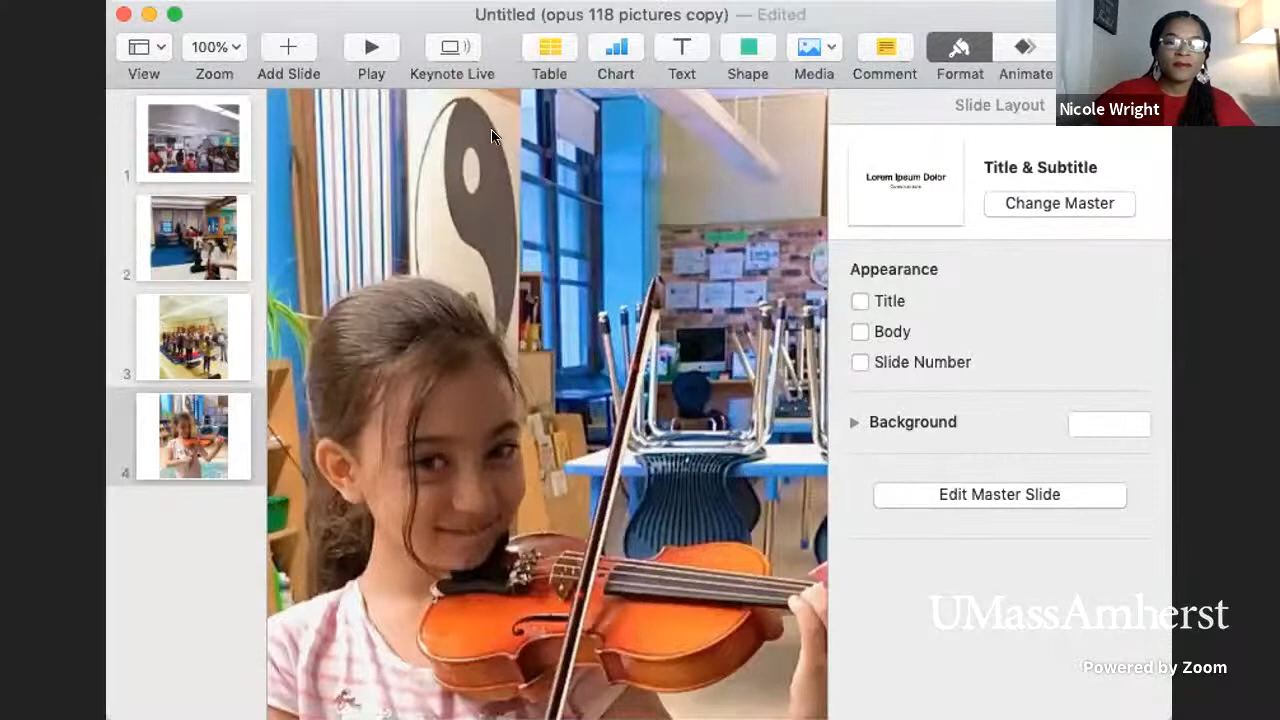 Untitled (opus 118 pictures copy) — Edited
View
100%
Zoom
Add Slide
Play
Keynote Live
Table
Chart
Text
Shape
Media
Comment
Format
Animate
Nicole Wright
Slide Layout
Lorem Ipsum Dolor
Title & Subtitle
Change Master
Appearance
Title
Body
Slide Number
Background
Edit Master Slide
1
2
3
4
UMassAmherst
Powered by Zoom